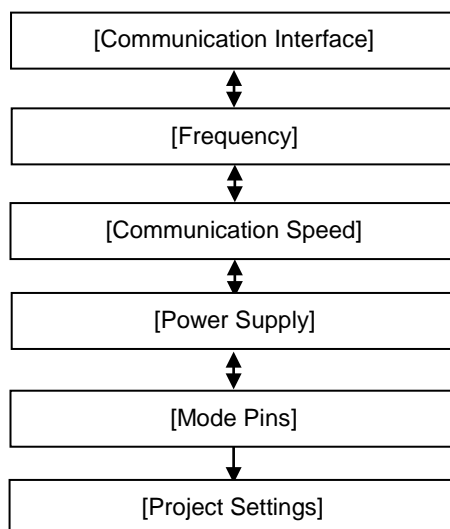 [Communication Interface]
[Frequency]
[Communication Speed]
[Power Supply]
[Mode Pins]
[Project Settings]